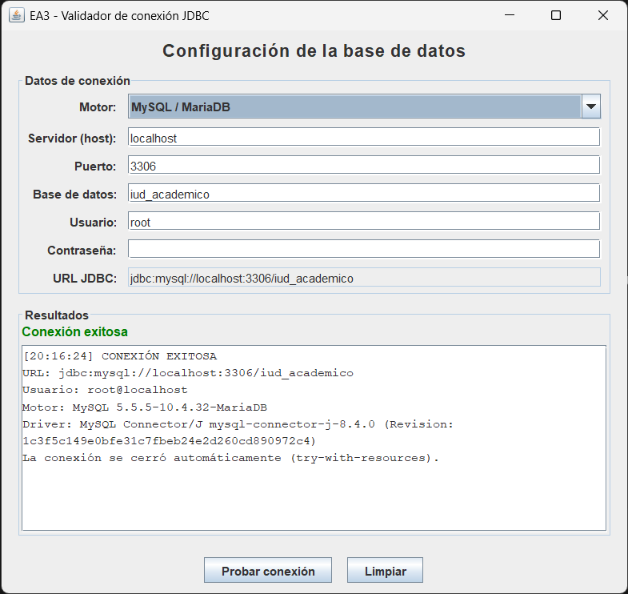 EA3 - Validador de conexión JDBC
Configuración de la base de datos
Datos de conexión
Motor: MySQL / MariaDB
Servidor (host): localhost
Puerto: 3306
Base de datos: iud_academico
Usuario: root
Contraseña:
URL JDBC: jdbc:mysql://localhost:3306/iud_academico
Resultados
Conexión exitosa
[20:16:24] CONEXIÓN EXITOSA
URL: jdbc:mysql://localhost:3306/iud_academico
Usuario: root@localhost
Motor: MySQL 5.5.5-10.4.32-MariaDB
Driver: MySQL Connector/J mysql-connector-j-8.4.0 (Revision:
1c3f5c149e0bfe31c7fbeb24e2d260cd890972c4)
La conexión se cerró automáticamente (try-with-resources).
Probar conexión Limpiar